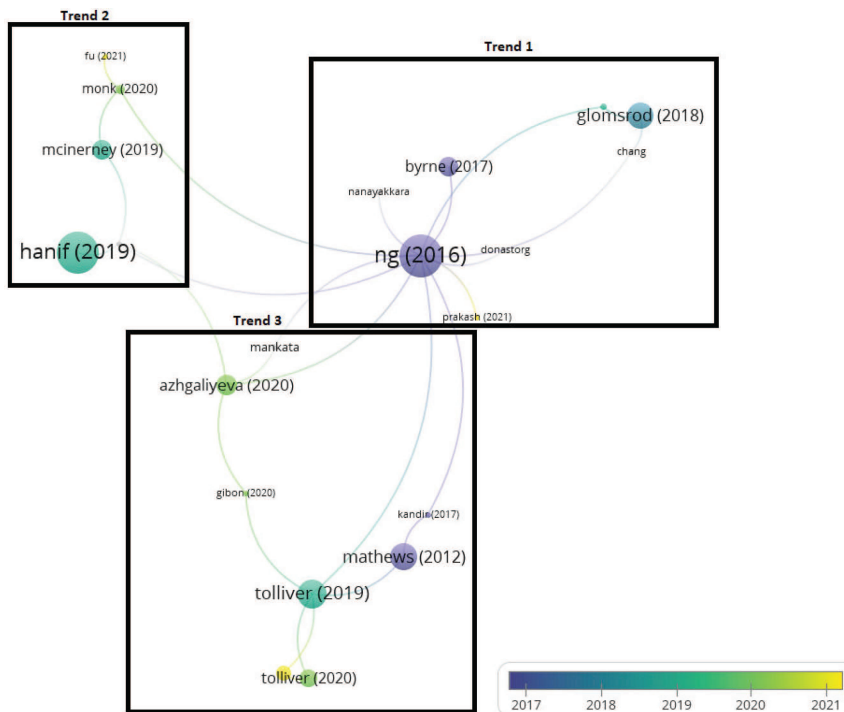 Trend 2
fu (2021)
monk (2020)
mcinerney (2019)
hanif (2019)
Trend 1
glomsrod (2018)
chang
byrne (2017)
nanayakkara
donastorg
ng (2016)
prakash (2021)
Trend 3
mankata
azhgaliyeva (2020)
gibon (2020)
kandir (2017)
mathews (2012)
tolliver (2019)
tolliver (2020)
2017 2018 2019 2020 2021